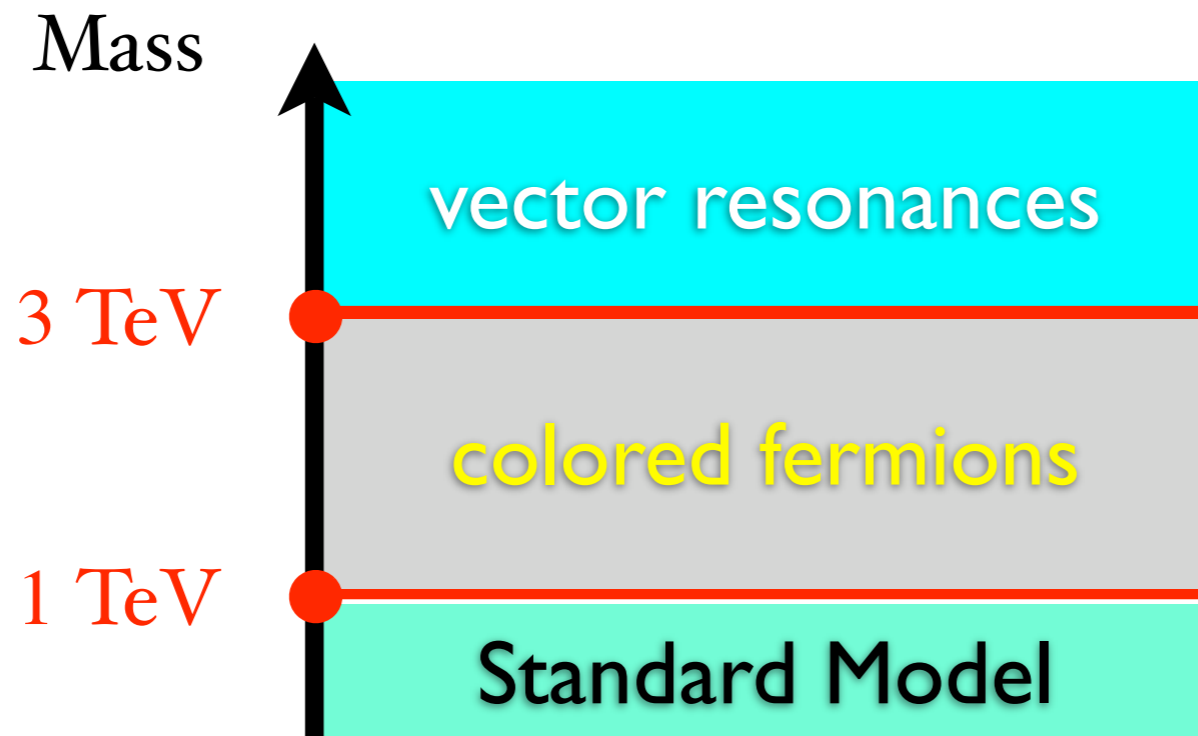 Mass
vector resonances
3 TeV
colored fermions
1 TeV
Standard Model